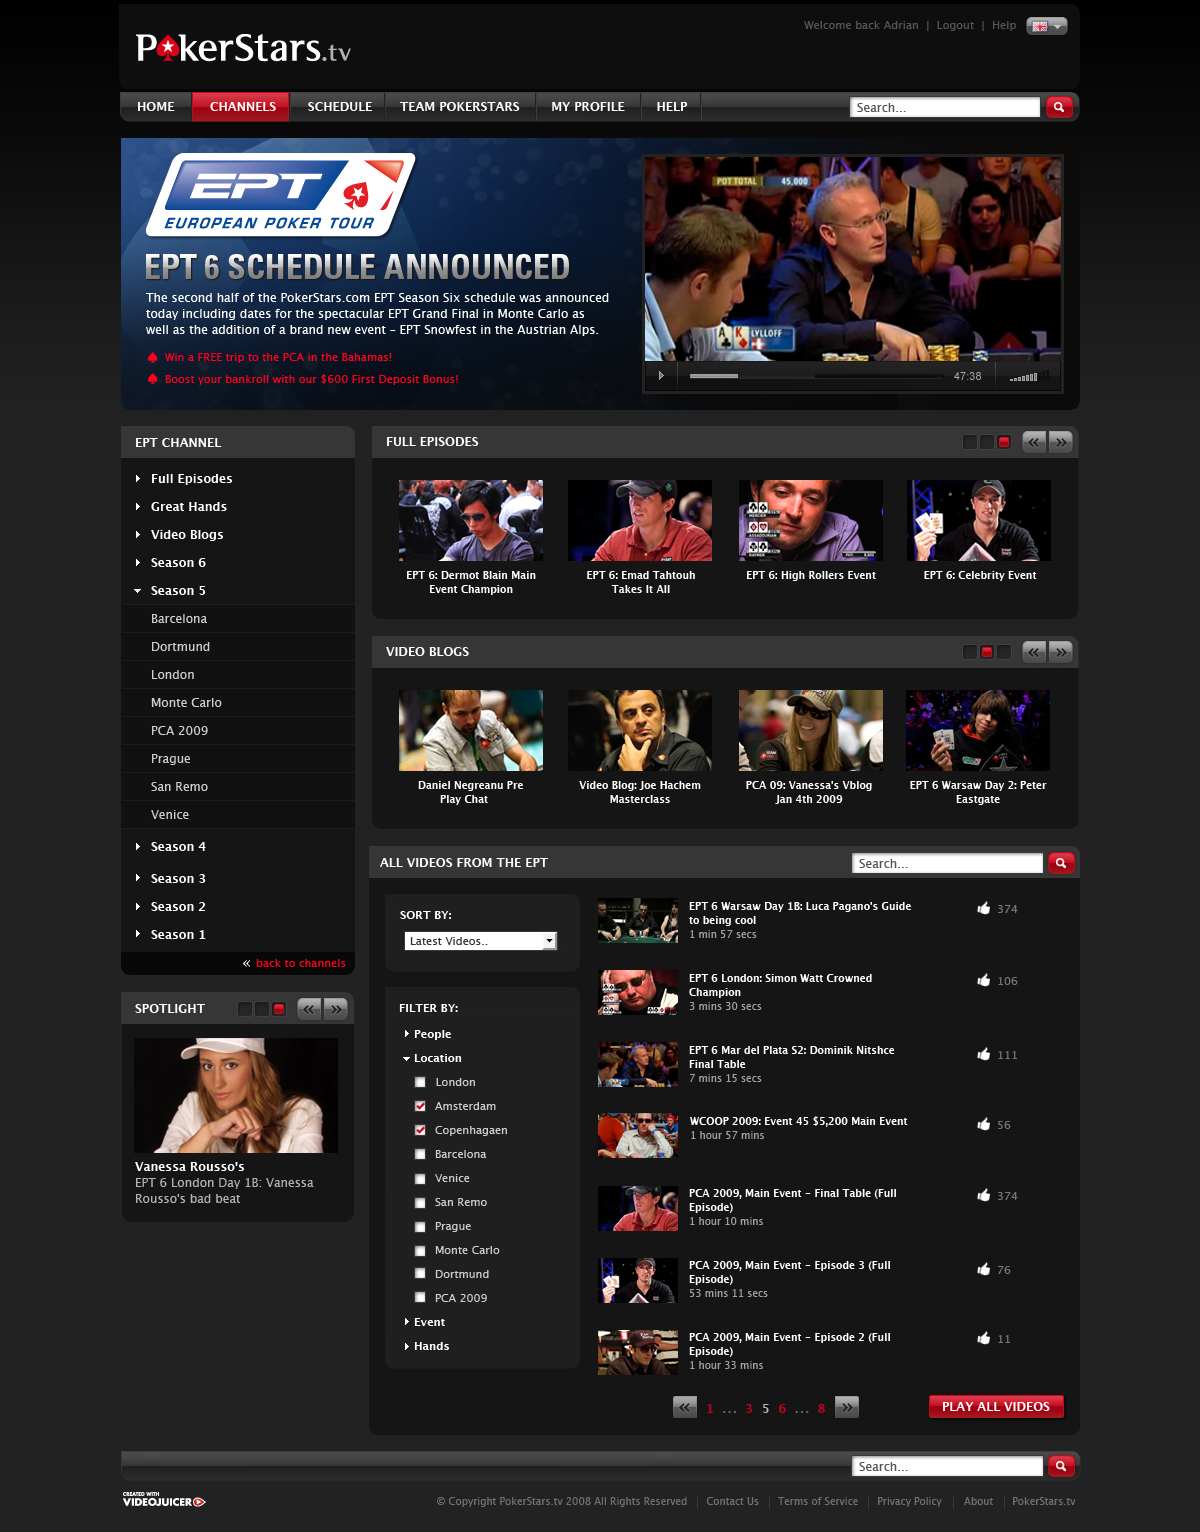 Welcome back Adrian | Logout | Help
PokerStars.tv
HOME CHANNELS SCHEDULE TEAM POKERSTARS MY PROFILE HELP
Search...
EPT
EUROPEAN POKER TOUR
EPT 6 SCHEDULE ANNOUNCED
The second half of the PokerStars.com EPT Season Six schedule was announced
today including dates for the spectacular EPT Grand Final in Monte Carlo as
well as the addition of a brand new event - EPT Snowfest in the Austrian Alps.
Win a FREE trip to the PCA in the Bahamas!
Boost your bankroll with our $600 First Deposit Bonus!
POT TOTAL 45,000
A K LYLLOFF
47:38
EPT CHANNEL
Full Episodes
Great Hands
Video Blogs
Season 6
Season 5
Barcelona
Dortmund
London
Monte Carlo
PCA 2009
Prague
San Remo
Venice
Season 4
Season 3
Season 2
Season 1
« back to channels
SPOTLIGHT
Vanessa Rousso's
EPT 6 London Day 1B: Vanessa
Rousso's bad beat
FULL EPISODES
MERCIER
ASSADOURIAN
RAYMER
EPT 6: Dermot Blain Main
Event Champion
EPT 6: Emad Tahtouh
Takes It All
EPT 6: High Rollers Event
EPT 6: Celebrity Event
VIDEO BLOGS
Daniel Negreanu Pre
Play Chat
Video Blog: Joe Hachem
Masterclass
PCA 09: Vanessa's Vblog
Jan 4th 2009
EPT 6 Warsaw Day 2: Peter
Eastgate
ALL VIDEOS FROM THE EPT
Search...
SORT BY:
Latest Videos..
FILTER BY:
People
Location
London
Amsterdam
Copenhagaen
Barcelona
Venice
San Remo
Prague
Monte Carlo
Dortmund
PCA 2009
Event
Hands
EPT 6 Warsaw Day 1B: Luca Pagano's Guide
to being cool
1 min 57 secs
374
EPT 6 London: Simon Watt Crowned
Champion
3 mins 30 secs
106
EPT 6 Mar del Plata S2: Dominik Nitshce
Final Table
7 mins 15 secs
111
WCOOP 2009: Event 45 $5,200 Main Event
1 hour 57 mins
56
PCA 2009, Main Event - Final Table (Full
Episode)
1 hour 10 mins
374
PCA 2009, Main Event - Episode 3 (Full
Episode)
53 mins 11 secs
76
PCA 2009, Main Event - Episode 2 (Full
Episode)
1 hour 33 mins
11
« 1 ... 3 5 6 ... 8 »
PLAY ALL VIDEOS
Search...
CREATED WITH
VIDEOJUICER
© Copyright PokerStars.tv 2008 All Rights Reserved | Contact Us | Terms of Service | Privacy Policy | About | PokerStars.tv